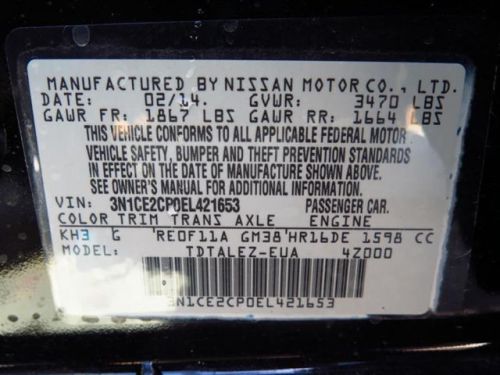 MANUFACTURED BY NISSAN MOTOR CO., LTD.
DATE: 02/14. GVWR: 3470 LBS
GAWR FR: 1867 LBS GAWR RR: 1664 LBS
THIS VEHICLE CONFORMS TO ALL APPLICABLE FEDERAL MOTOR
VEHICLE SAFETY, BUMPER AND THEFT PREVENTION STANDARDS
IN EFFECT ON THE DATE OF MANUFACTURE SHOWN ABOVE.
SEE OWNER'S MANUAL FOR ADDITIONAL INFORMATION.
VIN: 3N1CE2CP0EL421653 PASSENGER CAR.
COLOR TRIM TRANS AXLE ENGINE
KH3 G RE0F11A GM38 HR16DE 1598 CC
MODEL: TDTALEZ-EUA 4Z000
3N1CE2CP0EL421653